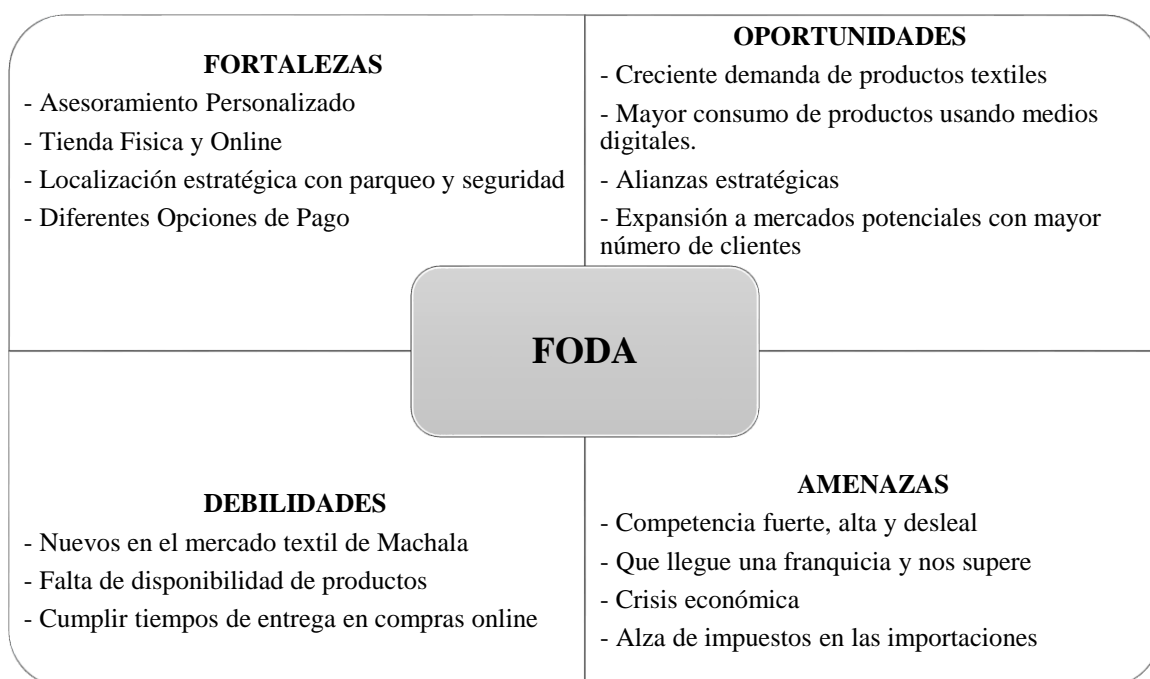 FORTALEZAS
- Asesoramiento Personalizado
- Tienda Fisica y Online
- Localización estratégica con parqueo y seguridad
- Diferentes Opciones de Pago
OPORTUNIDADES
- Creciente demanda de productos textiles
- Mayor consumo de productos usando medios
digitales.
- Alianzas estratégicas
- Expansión a mercados potenciales con mayor
número de clientes
FODA
DEBILIDADES
- Nuevos en el mercado textil de Machala
- Falta de disponibilidad de productos
- Cumplir tiempos de entrega en compras online
AMENAZAS
- Competencia fuerte, alta y desleal
- Que llegue una franquicia y nos supere
- Crisis económica
- Alza de impuestos en las importaciones